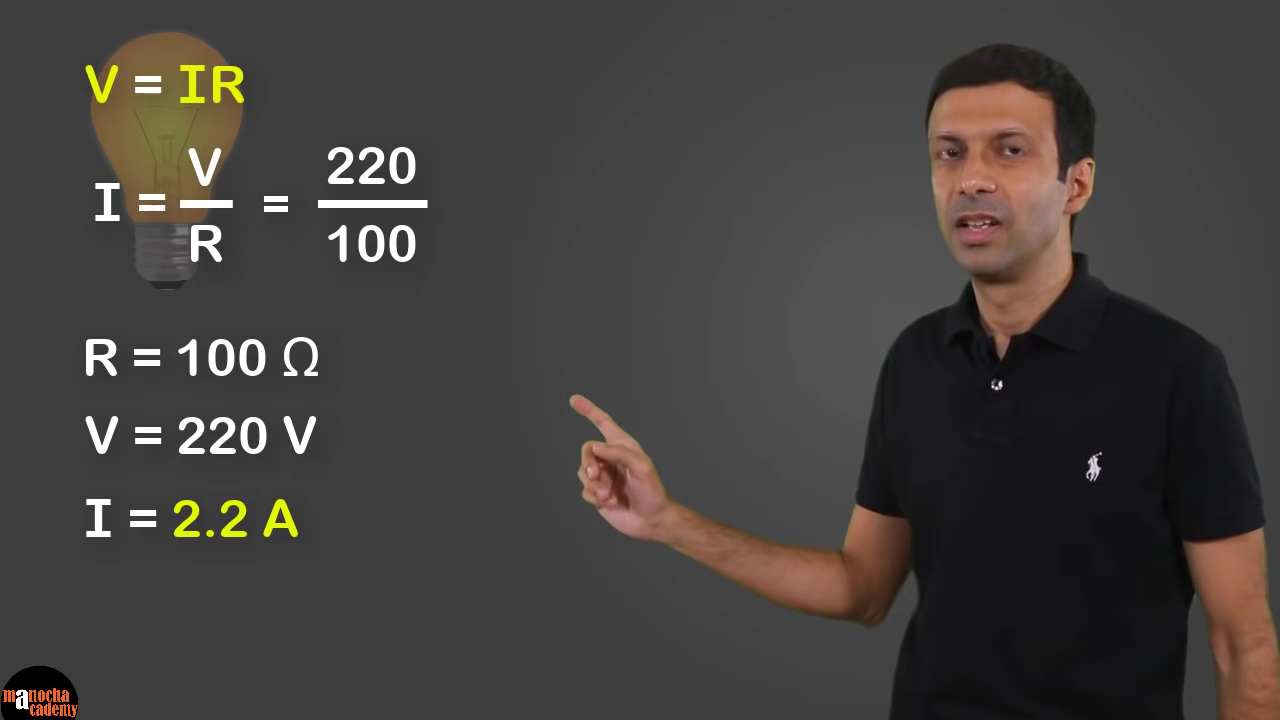 V = IR
I = V/R = 220/100
R = 100 Ω
V = 220 V
I = 2.2 A
manocha
academy